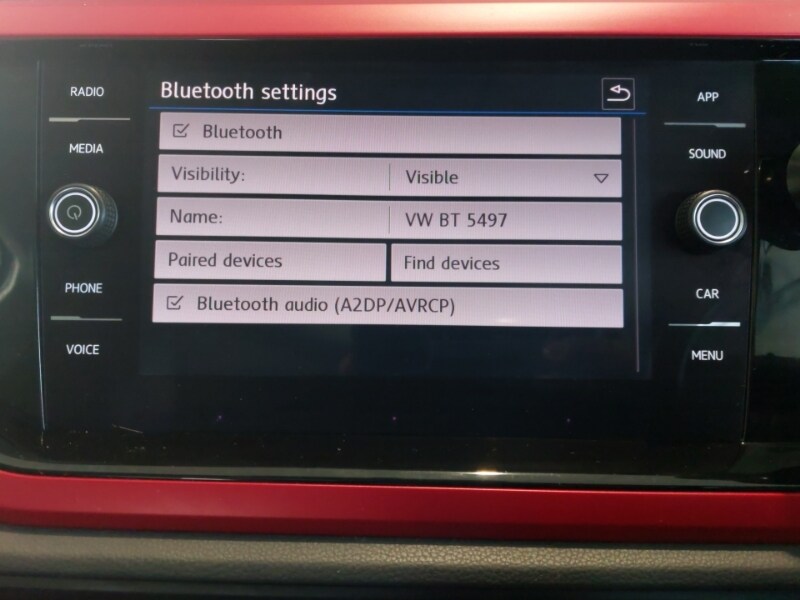 Bluetooth settings
RADIO
APP
Bluetooth
MEDIA
SOUND
Visibility: Visible
Name: VW BT 5497
Paired devices Find devices
PHONE
CAR
Bluetooth audio (A2DP/AVRCP)
VOICE
MENU